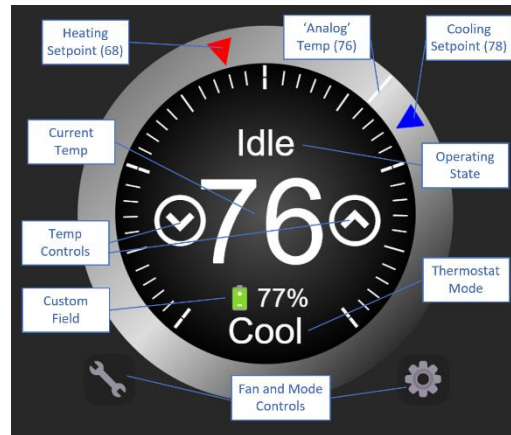 Heating
Setpoint (68)
'Analog'
Temp (76)
Cooling
Setpoint (78)
Current
Temp
Idle
Operating
State
76
Temp
Controls
Thermostat
Mode
Custom
Field
77%
Cool
Fan and Mode
Controls